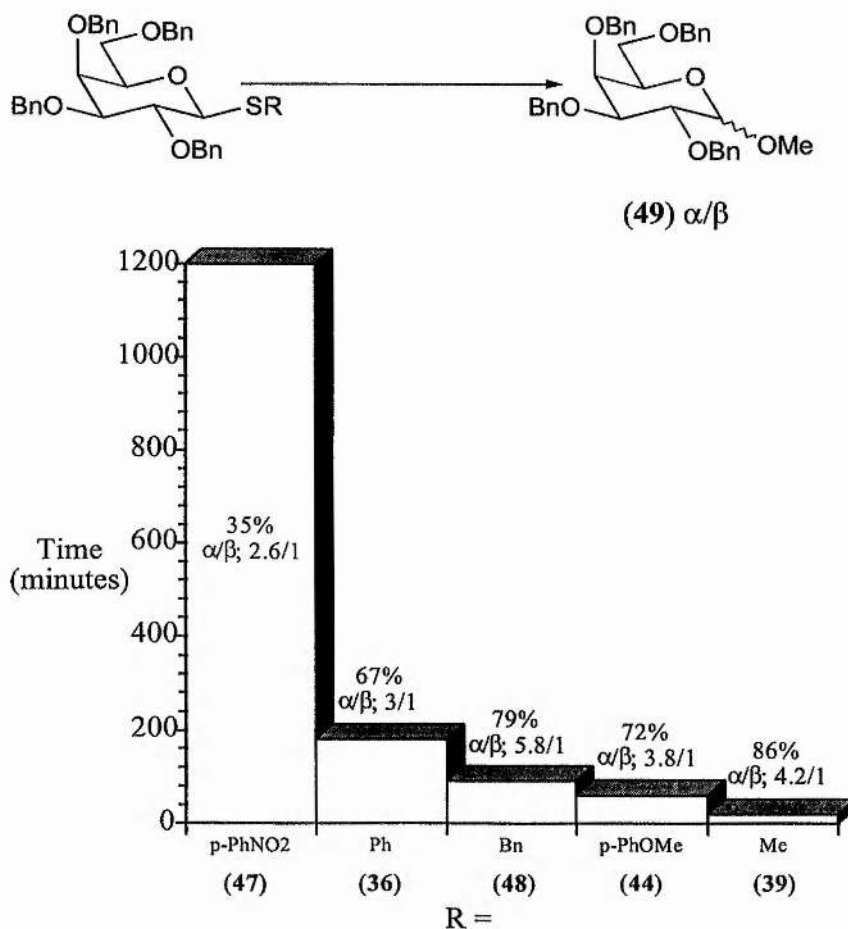 OBn
OBn
O
BnO
SR
OBn
OBn
OBn
O
BnO
OBn
OMe
(49) α/β
Time
(minutes)
1200
1000
800
600
400
200
0
35%
α/β; 2.6/1
67%
α/β; 3/1
79%
α/β; 5.8/1
72%
α/β; 3.8/1
86%
α/β; 4.2/1
p-PhNO2 Ph Bn p-PhOMe Me
(47) (36) (48) (44) (39)
R =